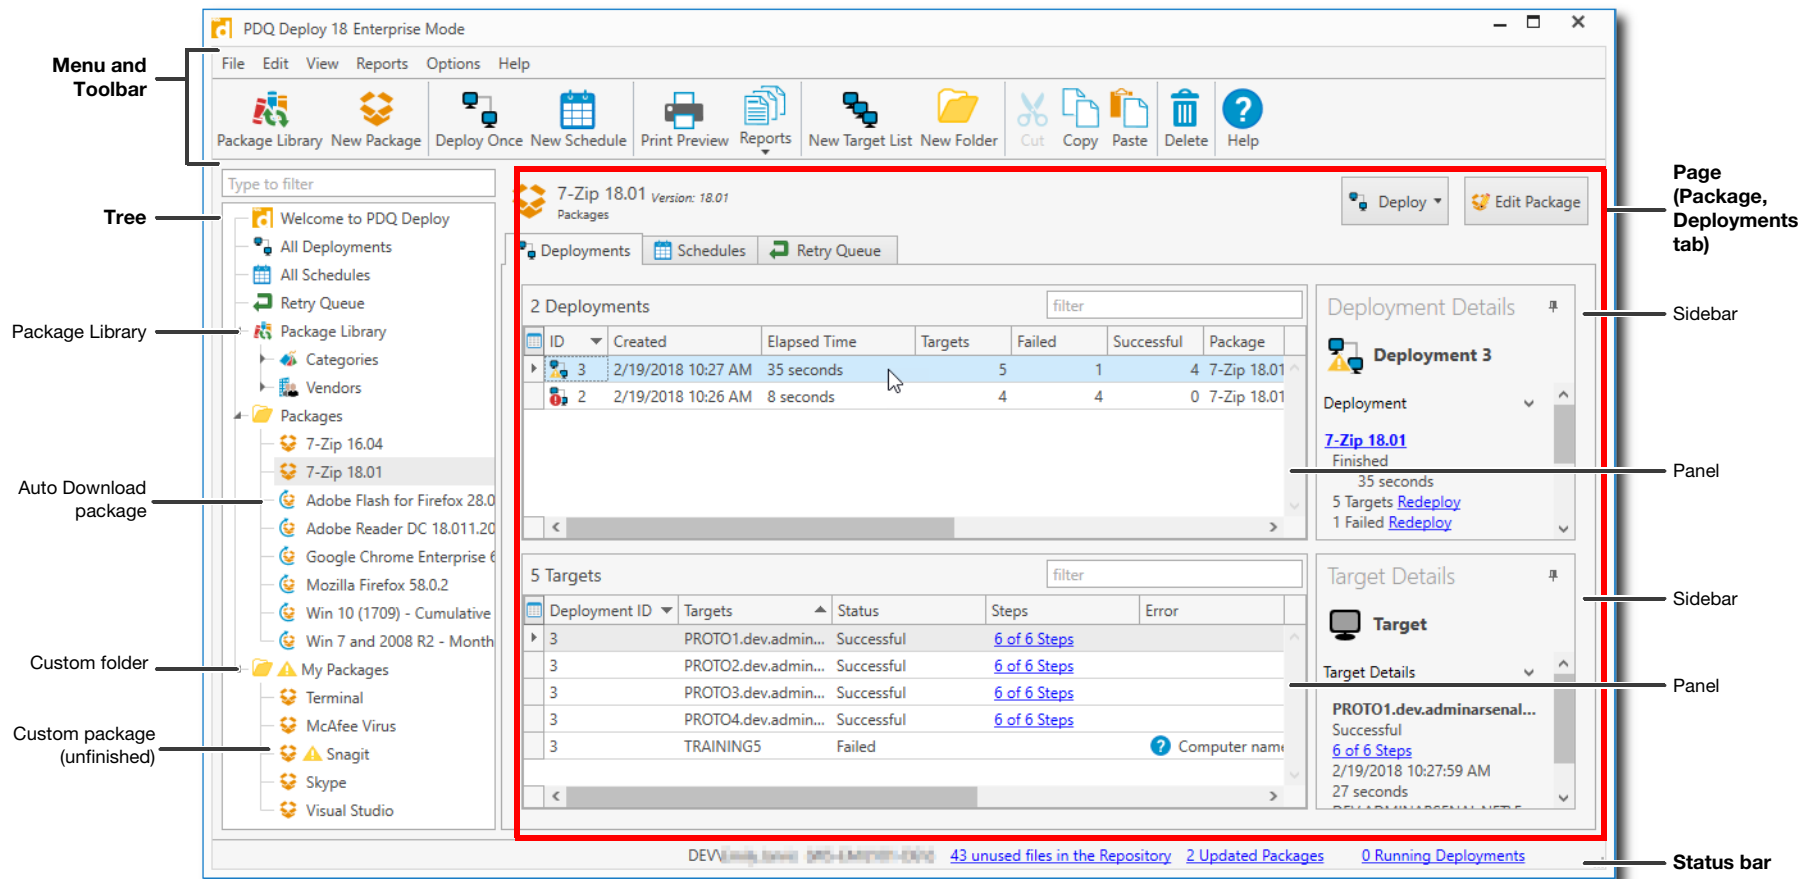 PDQ Deploy 18 Enterprise Mode
Menu and
Toolbar
File Edit View Reports Options Help
Package Library New Package Deploy Once New Schedule Print Preview Reports New Target List New Folder Cut Copy Paste Delete Help
Type to filter
Tree
Welcome to PDQ Deploy
All Deployments
All Schedules
Retry Queue
Package Library
Package Library
Categories
Vendors
Packages
7-Zip 16.04
7-Zip 18.01
Auto Download
package
Adobe Flash for Firefox 28.0
Adobe Reader DC 18.011.20
Google Chrome Enterprise 6
Mozilla Firefox 58.0.2
Win 10 (1709) - Cumulative
Win 7 and 2008 R2 - Month
Custom folder
My Packages
Terminal
McAfee Virus
Custom package
(unfinished)
Snagit
Skype
Visual Studio
7-Zip 18.01 Version: 18.01
Packages
Deploy
Edit Package
Page
(Package,
Deployments
tab)
Deployments Schedules Retry Queue
2 Deployments
filter
ID Created Elapsed Time Targets Failed Successful Package
3 2/19/2018 10:27 AM 35 seconds 5 1 4 7-Zip 18.01
2 2/19/2018 10:26 AM 8 seconds 4 4 0 7-Zip 18.01
Deployment Details
Sidebar
Deployment 3
Deployment
7-Zip 18.01
Finished
35 seconds
5 Targets Redeploy
1 Failed Redeploy
Panel
5 Targets
filter
Deployment ID Targets Status Steps Error
3 PROTO1.dev.admin... Successful 6 of 6 Steps
3 PROTO2.dev.admin... Successful 6 of 6 Steps
3 PROTO3.dev.admin... Successful 6 of 6 Steps
3 PROTO4.dev.admin... Successful 6 of 6 Steps
3 TRAINING5 Failed Computer name
Target Details
Sidebar
Target
Target Details
Panel
PROTO1.dev.adminarsenal...
Successful
6 of 6 Steps
2/19/2018 10:27:59 AM
27 seconds
DEV\ 43 unused files in the Repository 2 Updated Packages 0 Running Deployments
Status bar